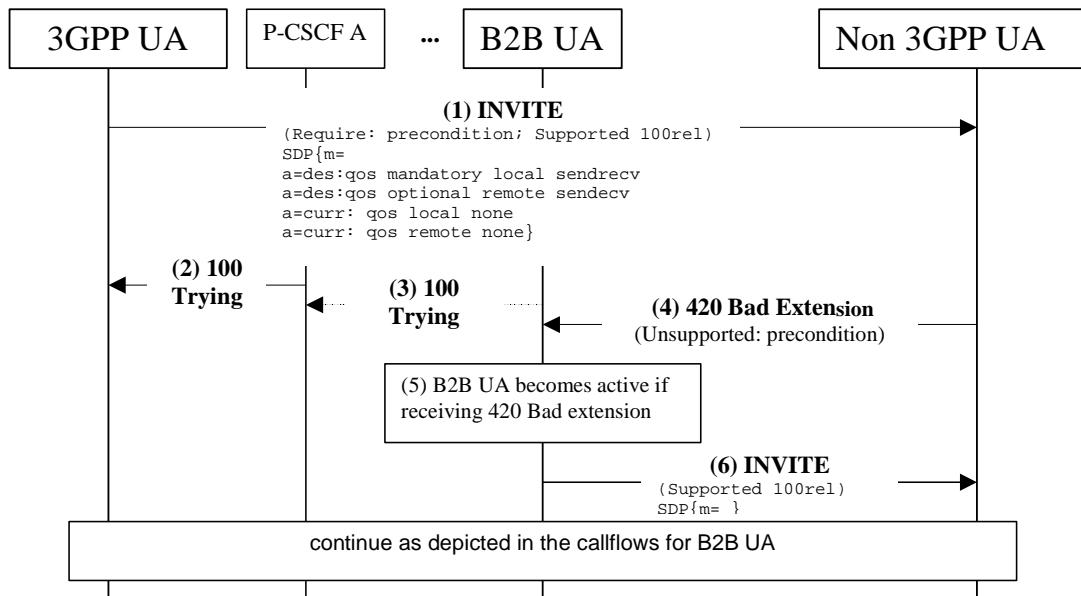 3GPP UA
P-CSCF A
...
B2B UA
Non 3GPP UA
(1) INVITE
(Require: precondition; Supported 100rel)
SDP{m=
a=des:qos mandatory local sendrecv
a=des:qos optional remote sendecv
a=curr: qos local none
a=curr: qos remote none}
(2) 100
Trying
(3) 100
Trying
(4) 420 Bad Extension
(Unsupported: precondition)
(5) B2B UA becomes active if
receiving 420 Bad extension
(6) INVITE
(Supported 100rel)
SDP{m= }
continue as depicted in the callflows for B2B UA